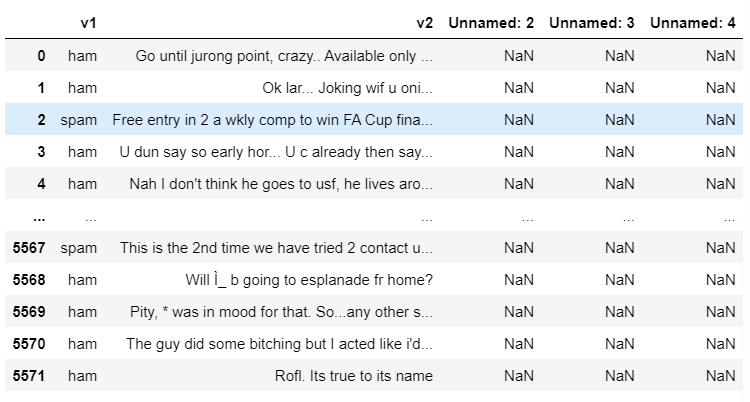 v1 v2 Unnamed: 2 Unnamed: 3 Unnamed: 4
0 ham Go until jurong point, crazy.. Available only ... NaN NaN NaN
1 ham Ok lar... Joking wif u oni... NaN NaN NaN
2 spam Free entry in 2 a wkly comp to win FA Cup fina... NaN NaN NaN
3 ham U dun say so early hor... U c already then say... NaN NaN NaN
4 ham Nah I don't think he goes to usf, he lives aro... NaN NaN NaN
... ... ... ... ... ...
5567 spam This is the 2nd time we have tried 2 contact u... NaN NaN NaN
5568 ham Will Ì_ b going to esplanade fr home? NaN NaN NaN
5569 ham Pity, * was in mood for that. So...any other s... NaN NaN NaN
5570 ham The guy did some bitching but I acted like i'd... NaN NaN NaN
5571 ham Rofl. Its true to its name NaN NaN NaN